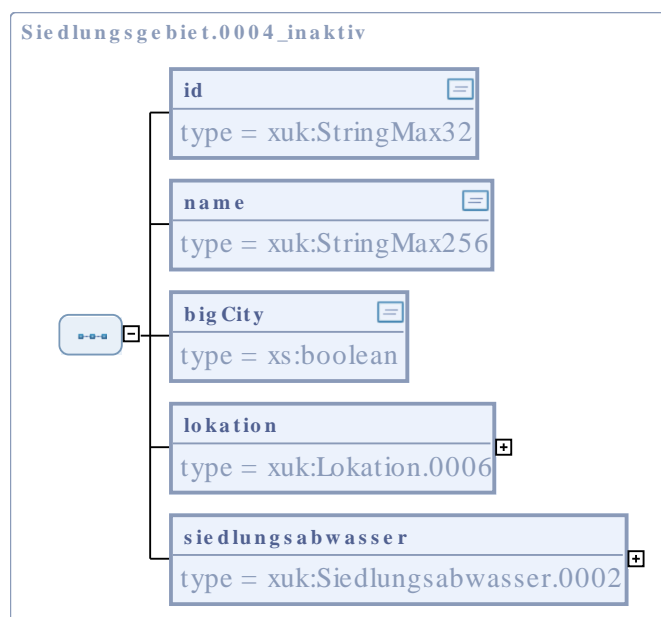 Siedlungsgebiet.0004_inaktiv
id
type = xuk:StringMax32
name
type = xuk:StringMax256
bigCity
type = xs:boolean
lokation
type = xuk:Lokation.0006
siedlungsabwasser
type = xuk:Siedlungsabwasser.0002